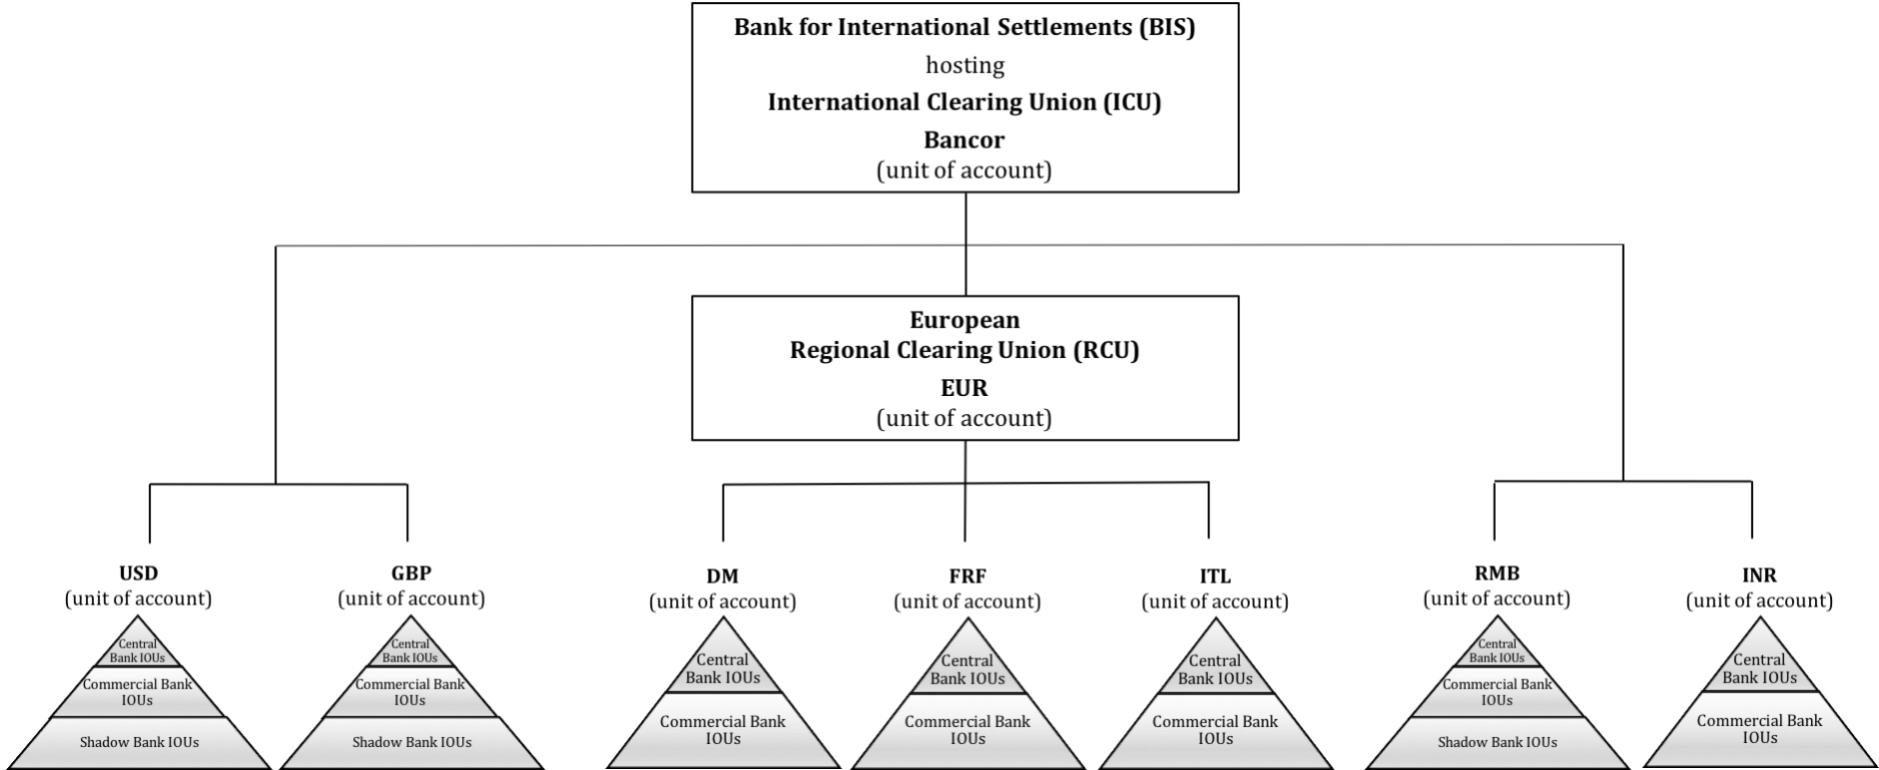 Bank for International Settlements (BIS)
hosting
International Clearing Union (ICU)
Bancor
(unit of account)
European
Regional Clearing Union (RCU)
EUR
(unit of account)
USD
(unit of account)
Central
Bank IOUs
Commercial Bank
IOUs
Shadow Bank IOUs
GBP
(unit of account)
Central
Bank IOUs
Commercial Bank
IOUs
Shadow Bank IOUs
DM
(unit of account)
Central
Bank IOUs
Commercial Bank
IOUs
FRF
(unit of account)
Central
Bank IOUs
Commercial Bank
IOUs
ITL
(unit of account)
Central
Bank IOUs
Commercial Bank
IOUs
RMB
(unit of account)
Central
Bank IOUs
Commercial Bank
IOUs
Shadow Bank IOUs
INR
(unit of account)
Central
Bank IOUs
Commercial Bank
IOUs